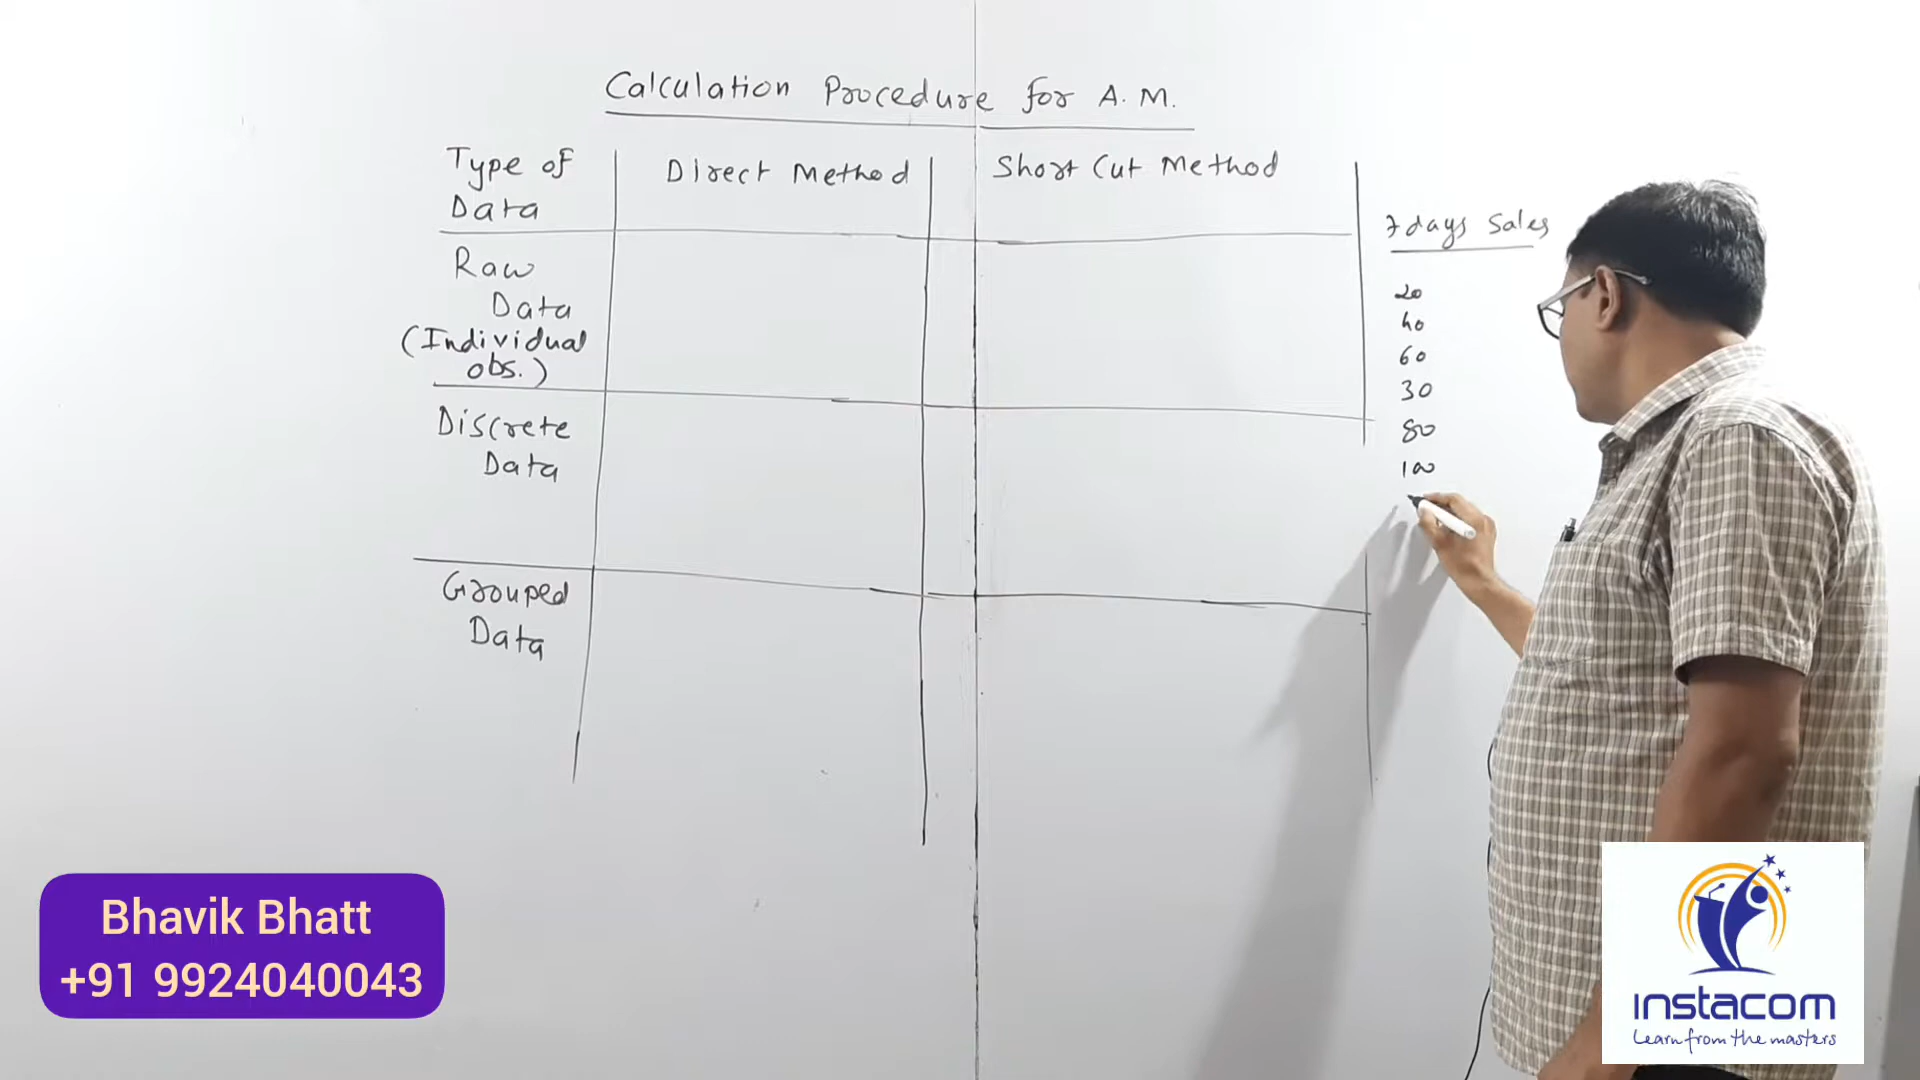 Calculation Procedure for A.M.
Type of Data
Direct Method
Short Cut Method
Raw Data
(Individual obs.)
Discrete Data
Grouped Data
7 days Sales
20
40
60
30
80
100
Bhavik Bhatt
+91 9924040043
instacom
Learn from the masters